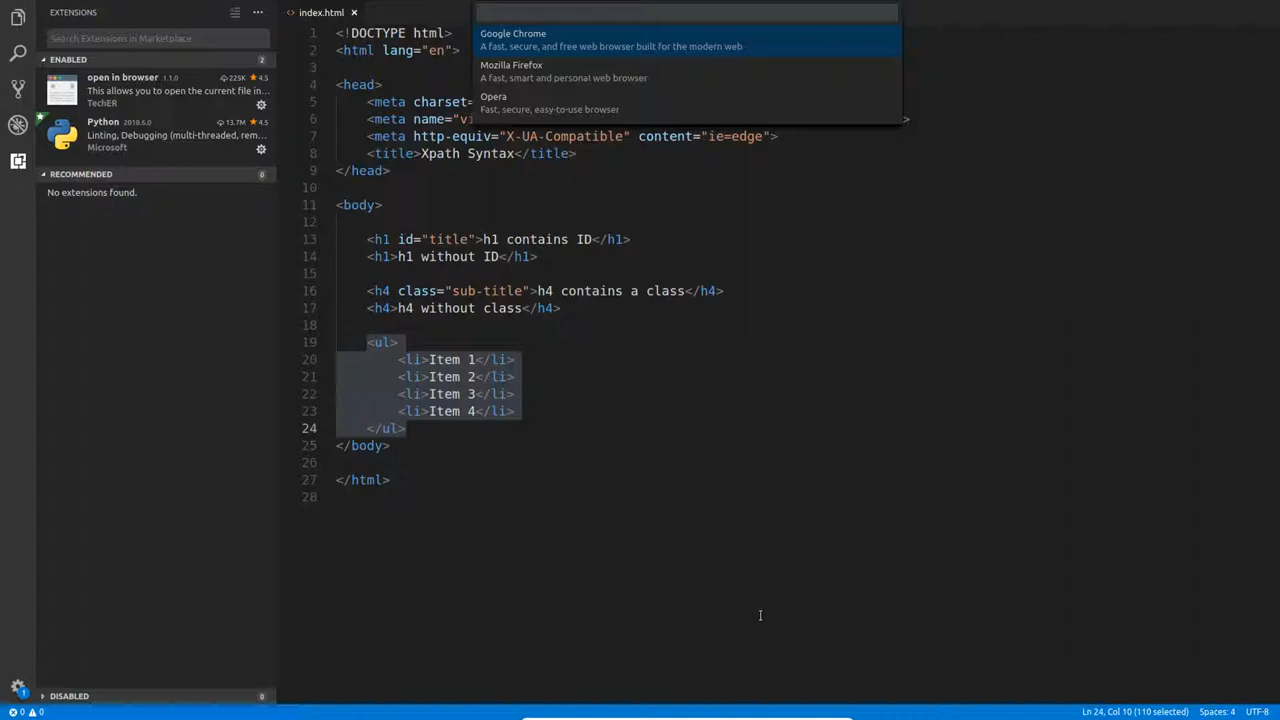 EXTENSIONS
Search Extensions in Marketplace
ENABLED 2
open in browser 1.1.0 225K 4.5
This allows you to open the current file in...
TechER
Python 2018.6.0 13.7M 4.5
Linting, Debugging (multi-threaded, rem...
Microsoft
RECOMMENDED 0
No extensions found.
DISABLED 0
1
index.html
Google Chrome
A fast, secure, and free web browser built for the modern web
Mozilla Firefox
A fast, smart and personal web browser
Opera
Fast, secure, easy-to-use browser
1 <!DOCTYPE html>
2 <html lang="en">
3
4 <head>
5 <meta charset=
6 <meta name="vi >
7 <meta http-equiv="X-UA-Compatible" content="ie=edge">
8 <title>Xpath Syntax</title>
9 </head>
10
11 <body>
12
13 <h1 id="title">h1 contains ID</h1>
14 <h1>h1 without ID</h1>
15
16 <h4 class="sub-title">h4 contains a class</h4>
17 <h4>h4 without class</h4>
18
19 <ul>
20 <li>Item 1</li>
21 <li>Item 2</li>
22 <li>Item 3</li>
23 <li>Item 4</li>
24 </ul>
25 </body>
26
27 </html>
28
0 0 Ln 24, Col 10 (110 selected) Spaces: 4 UTF-8